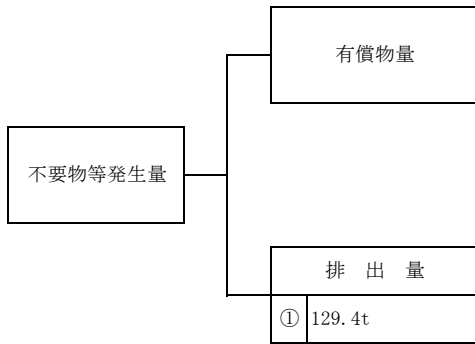 有償物量
不要物等発生量
排 出 量
① 129.4t